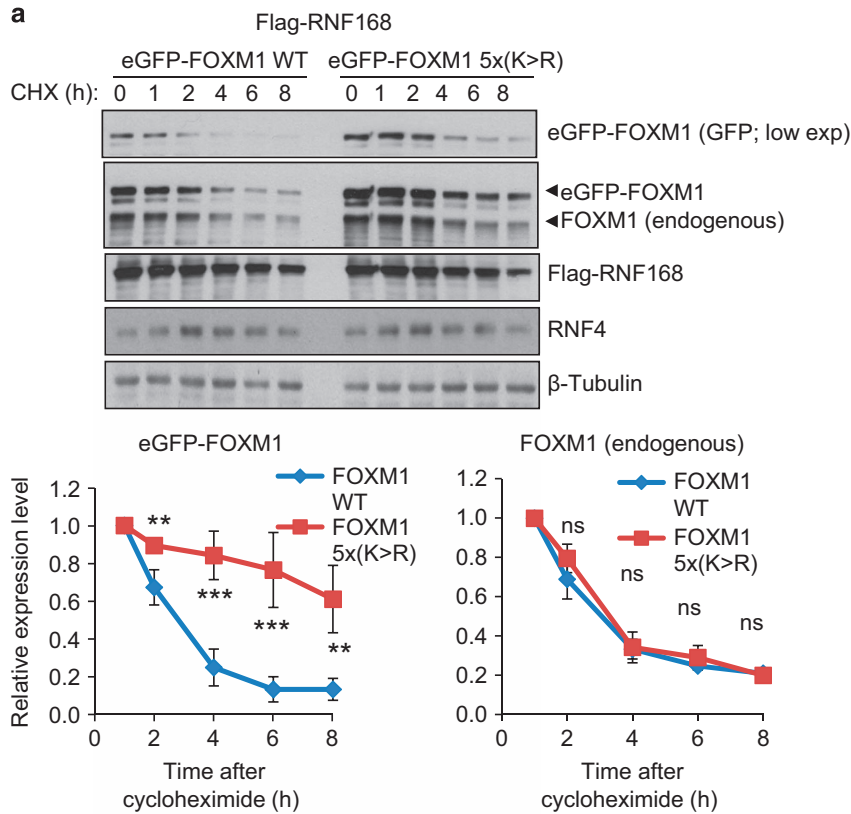 a
Flag-RNF168
eGFP-FOXM1 WT eGFP-FOXM1 5x(K>R)
CHX (h): 0 1 2 4 6 8 0 1 2 4 6 8
eGFP-FOXM1 (GFP; low exp)
◄eGFP-FOXM1
◄FOXM1 (endogenous)
Flag-RNF168
RNF4
β-Tubulin
eGFP-FOXM1
Relative expression level
1.2
1.0
0.8
0.6
0.4
0.2
0.0
0 2 4 6 8
Time after
cycloheximide (h)
FOXM1
WT
FOXM1
5x(K>R)
**
***
***
**
FOXM1 (endogenous)
1.2
1.0
0.8
0.6
0.4
0.2
0.0
0 2 4 6 8
Time after
cycloheximide (h)
FOXM1
WT
FOXM1
5x(K>R)
ns
ns
ns
ns